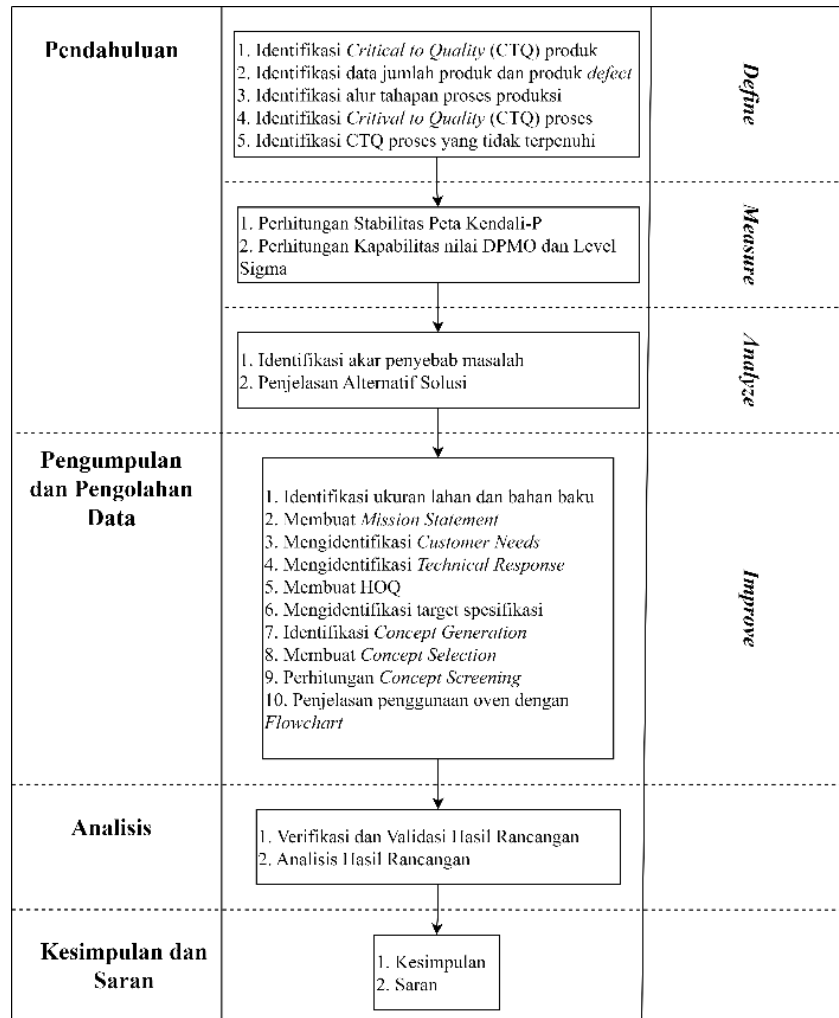 Pendahuluan
1. Identifikasi Critical to Quality (CTQ) produk
2. Identifikasi data jumlah produk dan produk defect
3. Identifikasi alur tahapan proses produksi
4. Identifikasi Critival to Quality (CTQ) proses
5. Identifikasi CTQ proses yang tidak terpenuhi
Define
1. Perhitungan Stabilitas Peta Kendali-P
2. Perhitungan Kapabilitas nilai DPMO dan Level
Sigma
Measure
1. Identifikasi akar penyebab masalah
2. Penjelasan Alternatif Solusi
Analyze
Pengumpulan
dan Pengolahan
Data
1. Identifikasi ukuran lahan dan bahan baku
2. Membuat Mission Statement
3. Mengidentifikasi Customer Needs
4. Mengidentifikasi Technical Response
5. Membuat HOQ
6. Mengidentifikasi target spesifikasi
7. Identifikasi Concept Generation
8. Membuat Concept Selection
9. Perhitungan Concept Screening
10. Penjelasan penggunaan oven dengan
Flowchart
Improve
Analisis
1. Verifikasi dan Validasi Hasil Rancangan
2. Analisis Hasil Rancangan
Kesimpulan dan
Saran
1. Kesimpulan
2. Saran